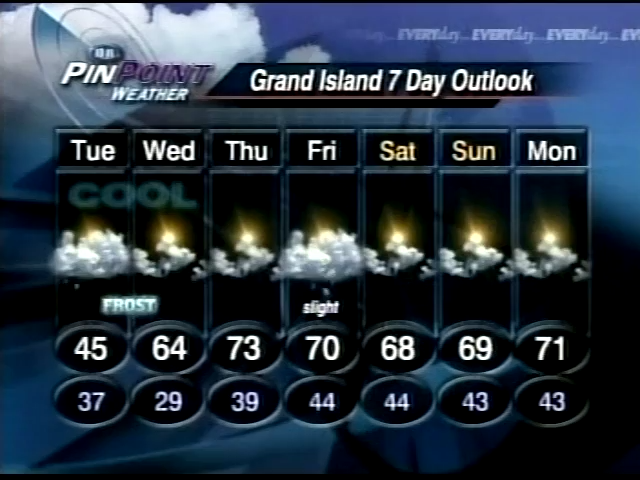 EVERYday... EVERYday... EVERYday... EV
PINPOINT
WEATHER
Grand Island 7 Day Outlook
Tue Wed Thu Fri Sat Sun Mon
COOL
FROST slight
45 64 73 70 68 69 71
37 29 39 44 44 43 43